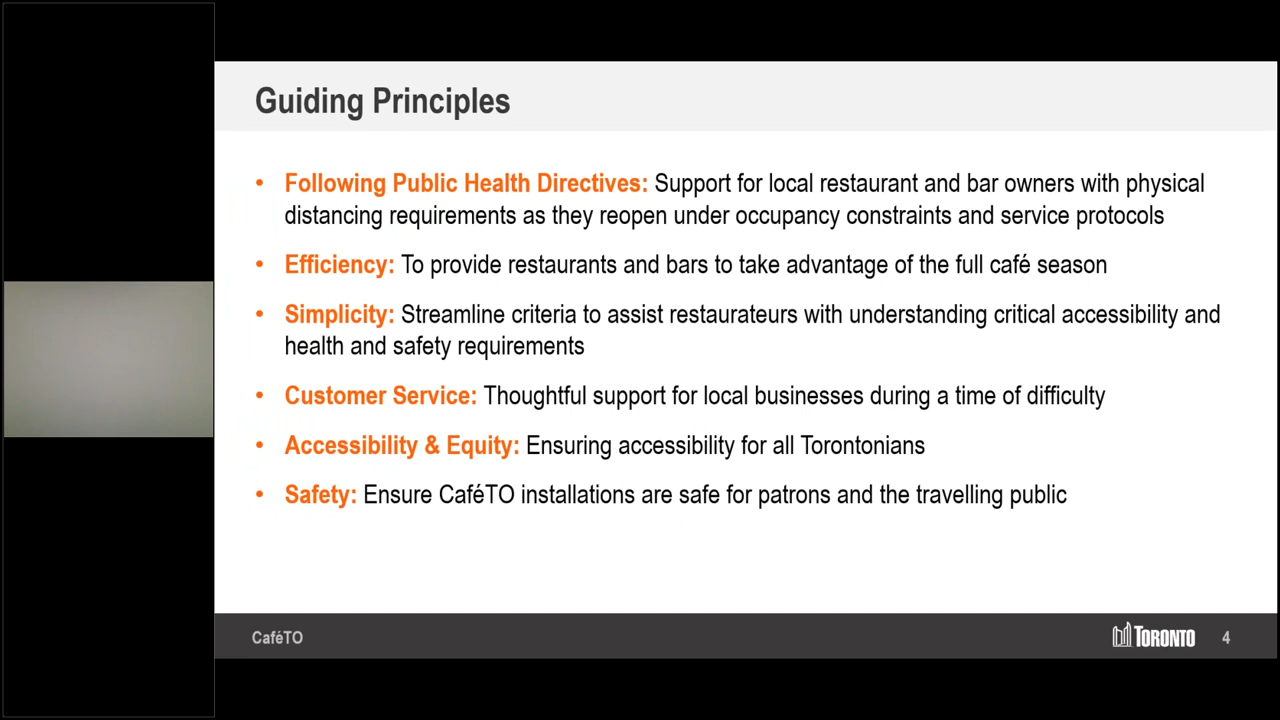 Guiding Principles
• Following Public Health Directives: Support for local restaurant and bar owners with physical
distancing requirements as they reopen under occupancy constraints and service protocols
• Efficiency: To provide restaurants and bars to take advantage of the full café season
• Simplicity: Streamline criteria to assist restaurateurs with understanding critical accessibility and
health and safety requirements
• Customer Service: Thoughtful support for local businesses during a time of difficulty
• Accessibility & Equity: Ensuring accessibility for all Torontonians
• Safety: Ensure CaféTO installations are safe for patrons and the travelling public
CaféTO
TORONTO
4